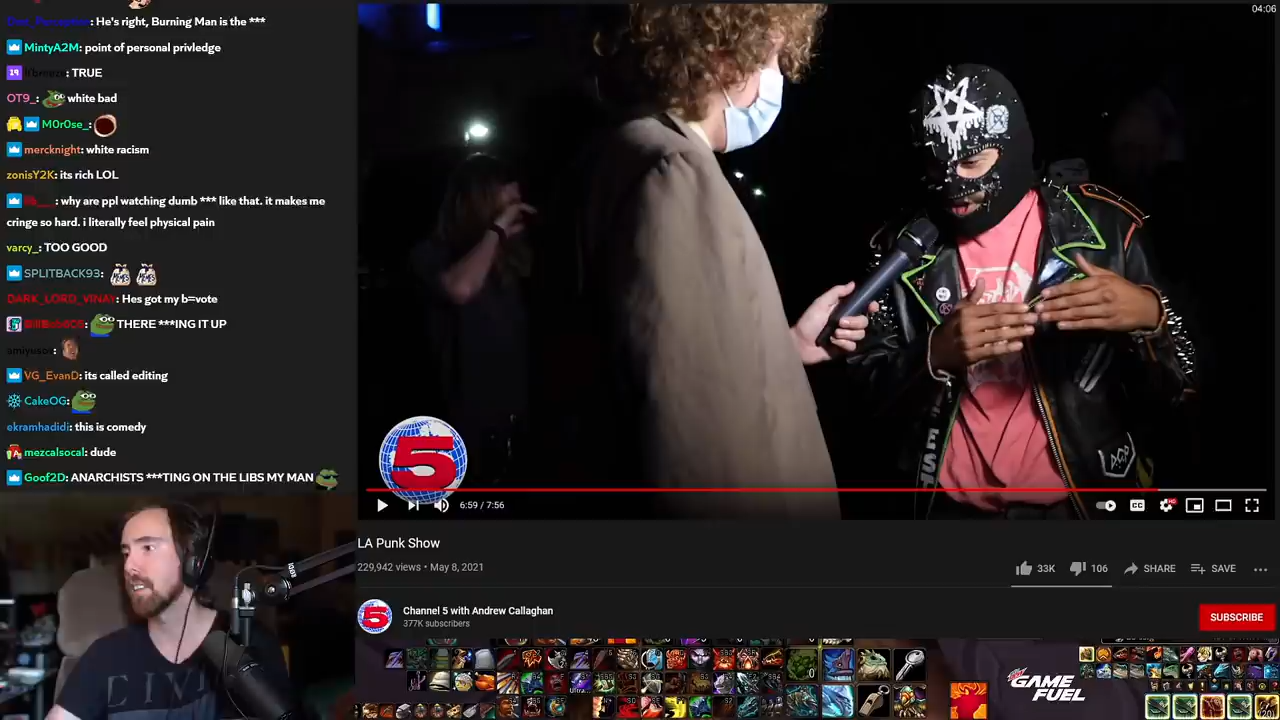 : He's right, Burning Man is the ***
MintyA2M: point of personal privledge
: TRUE
OT9_: white bad
M0r0se_:
mercknight: white racism
zonisY2K: its rich LOL
: why are ppl watching dumb *** like that. it makes me
cringe so hard. i literally feel physical pain
varcy_: TOO GOOD
SPLITBACK93:
DARK_LORD_VINAY: Hes got my b=vote
: THERE ***ING IT UP
VG_EvanD: its called editing
CakeOG:
ekramhadidi: this is comedy
mezcalsocal: dude
Goof2D: ANARCHISTS ***TING ON THE LIBS MY MAN
04:06
5
6:59 / 7:56
CC
HD
LA Punk Show
229,942 views • May 8, 2021
33K
106
SHARE
SAVE
5
Channel 5 with Andrew Callaghan
377K subscribers
SUBSCRIBE
GAME
FUEL